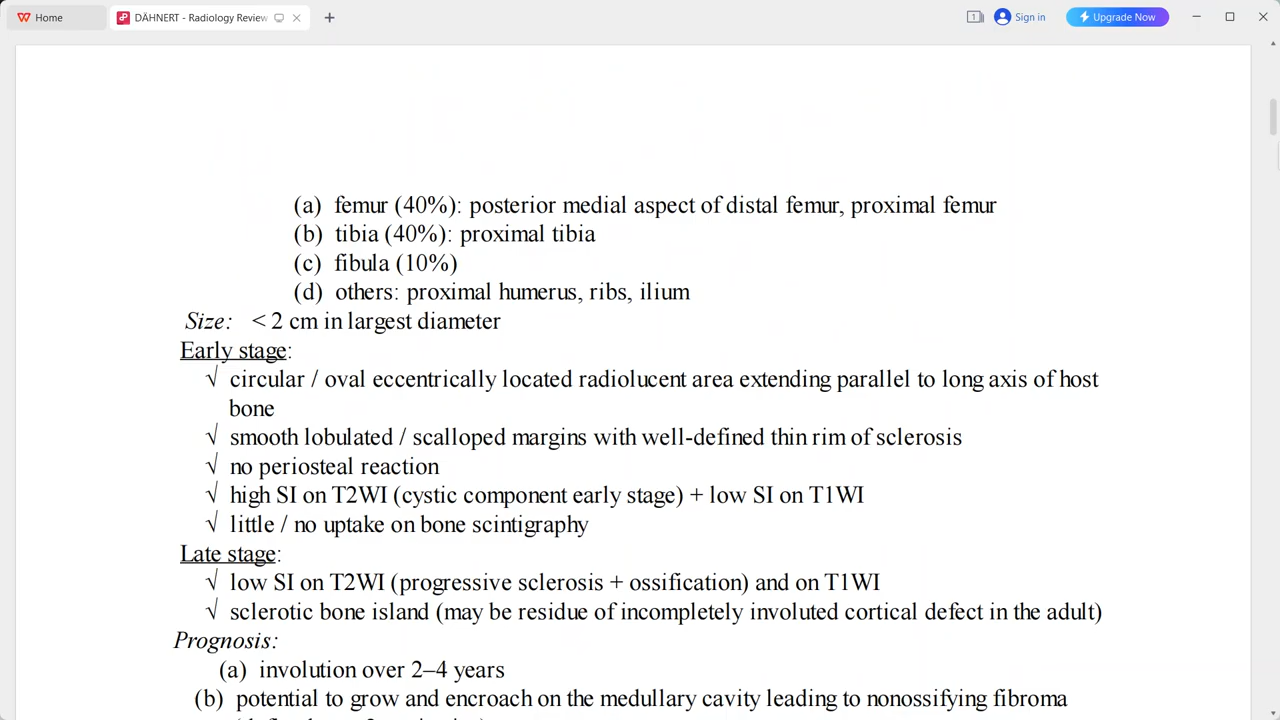 Home
DÄHNERT - Radiology Review
1
Sign in
Upgrade Now
(a) femur (40%): posterior medial aspect of distal femur, proximal femur
(b) tibia (40%): proximal tibia
(c) fibula (10%)
(d) others: proximal humerus, ribs, ilium
Size: < 2 cm in largest diameter
Early stage:
√ circular / oval eccentrically located radiolucent area extending parallel to long axis of host
bone
√ smooth lobulated / scalloped margins with well-defined thin rim of sclerosis
√ no periosteal reaction
√ high SI on T2WI (cystic component early stage) + low SI on T1WI
√ little / no uptake on bone scintigraphy
Late stage:
√ low SI on T2WI (progressive sclerosis + ossification) and on T1WI
√ sclerotic bone island (may be residue of incompletely involuted cortical defect in the adult)
Prognosis:
(a) involution over 2–4 years
(b) potential to grow and encroach on the medullary cavity leading to nonossifying fibroma